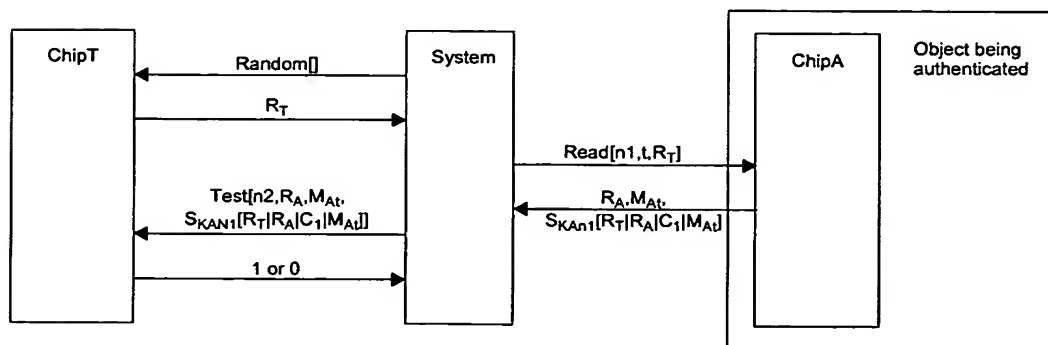 ChipT
System
ChipA
Object being
authenticated
Random[]
R_T
Read[n1,t,R_T]
Test[n2,R_A,M_At,
S_KAN1[R_T|R_A|C_1|M_At]]
R_A,M_At,
S_KAn1[R_T|R_A|C_1|M_At]
1 or 0